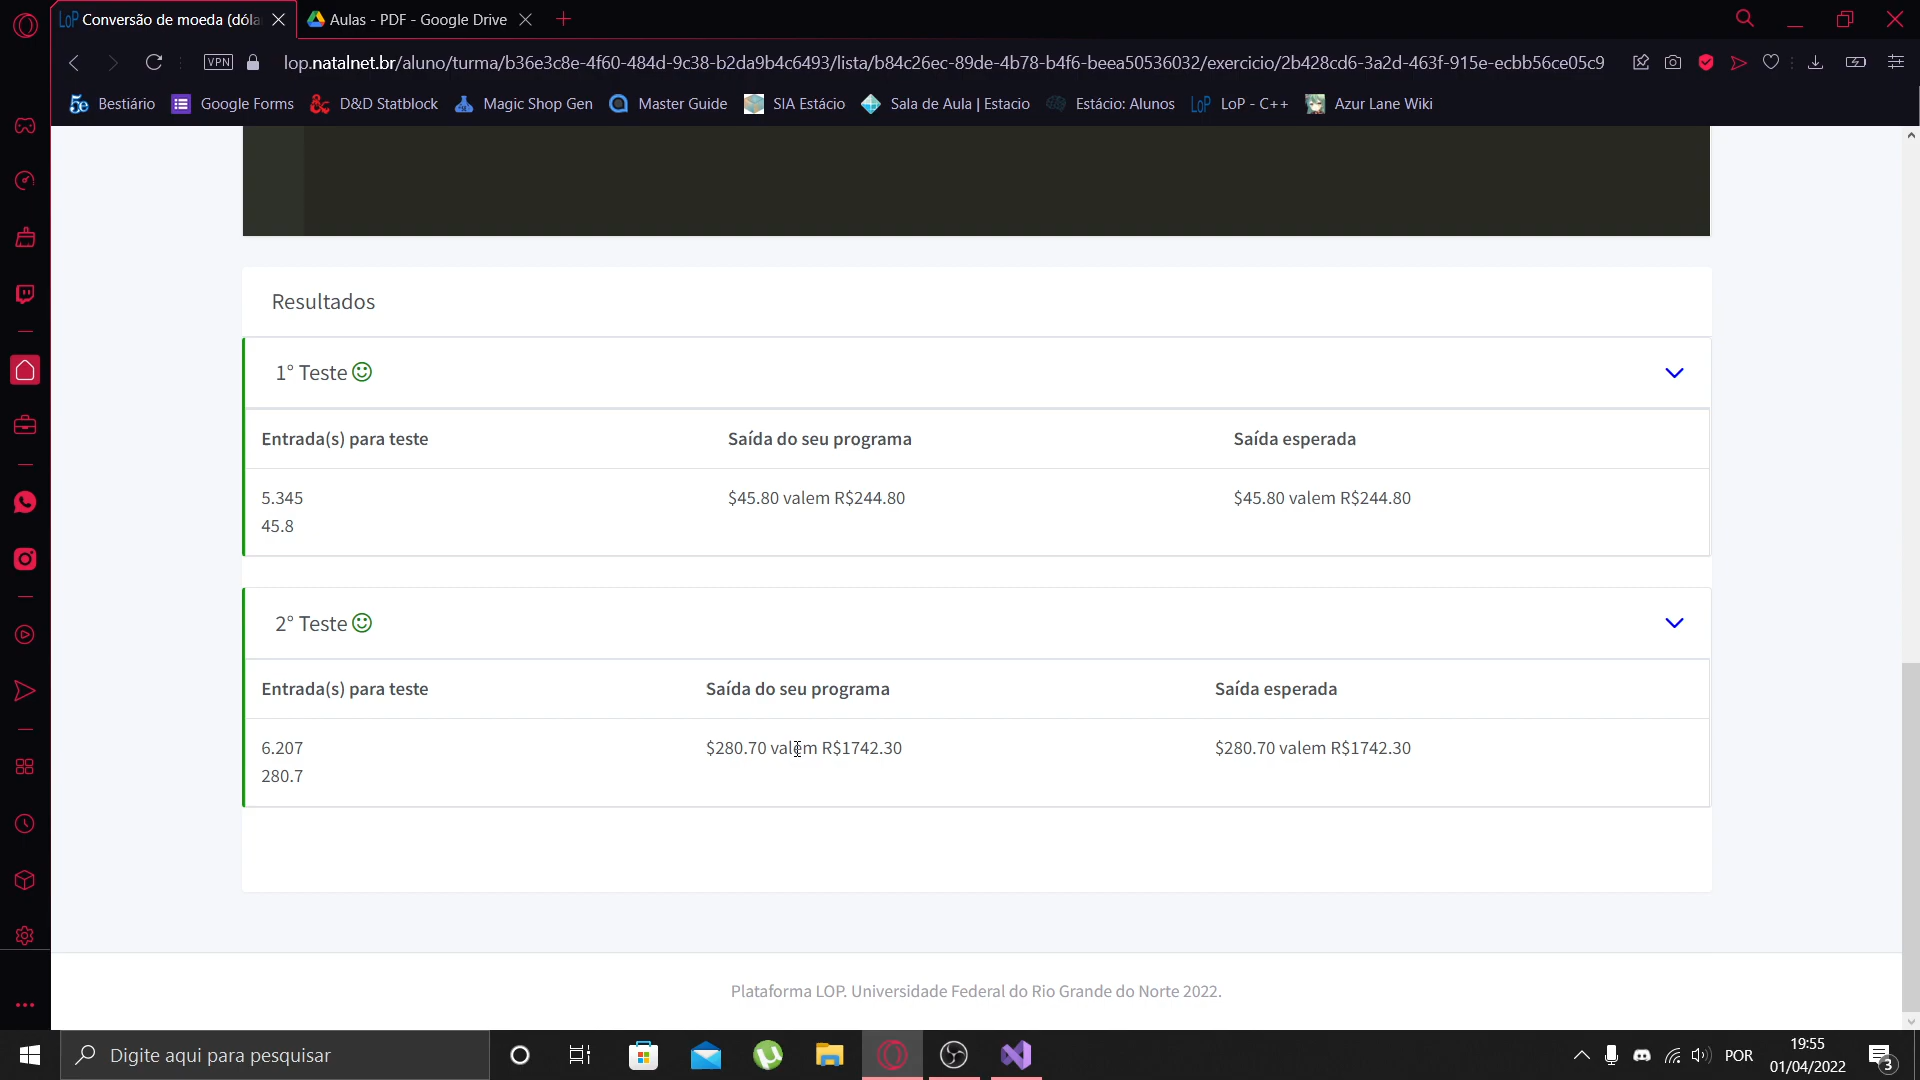 LoP Conversão de moeda (dóla
Aulas - PDF - Google Drive
VPN
lop.natalnet.br/aluno/turma/b36e3c8e-4f60-484d-9c38-b2da9b4c6493/lista/b84c26ec-89de-4b78-b4f6-beea50536032/exercicio/2b428cd6-3a2d-463f-915e-ecbb56ce05c9
5e Bestiário
Google Forms
D&D Statblock
Magic Shop Gen
Master Guide
SIA Estácio
Sala de Aula | Estacio
Estácio: Alunos
LoP LoP - C++
Azur Lane Wiki
Resultados
1° Teste
Entrada(s) para teste Saída do seu programa Saída esperada
5.345 $45.80 valem R$244.80 $45.80 valem R$244.80
45.8
2° Teste
Entrada(s) para teste Saída do seu programa Saída esperada
6.207 $280.70 valem R$1742.30 $280.70 valem R$1742.30
280.7
Plataforma LOP. Universidade Federal do Rio Grande do Norte 2022.
Digite aqui para pesquisar
POR
19:55
01/04/2022
3